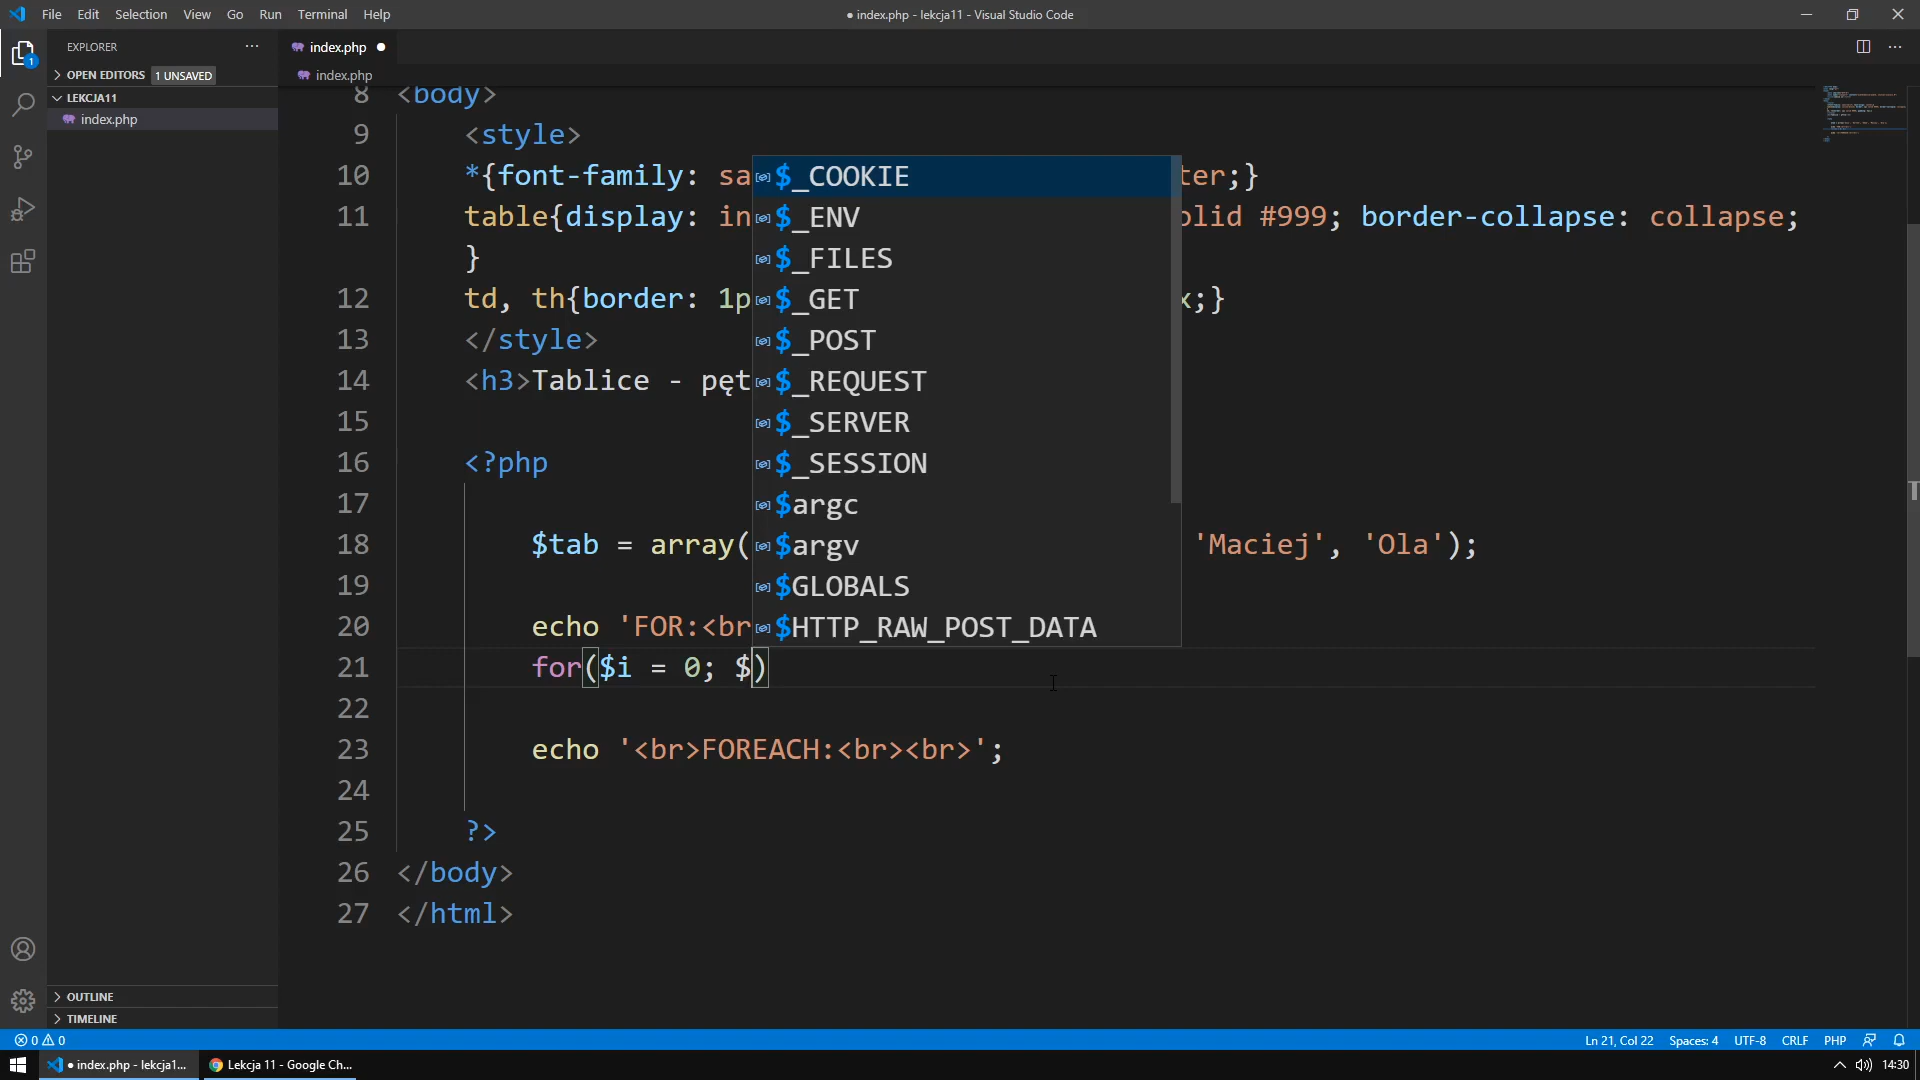 File Edit Selection View Go Run Terminal Help
● index.php - lekcja11 - Visual Studio Code
EXPLORER
OPEN EDITORS 1 UNSAVED
LEKCJA11
index.php
1
index.php ●
index.php
8 <body>
9 <style>
10 *{font-family: sa ter;}
11 table{display: in olid #999; border-collapse: collapse;
}
12 td, th{border: 1p x;}
13 </style>
14 <h3>Tablice - pęt
15
16 <?php
17
18 $tab = array( 'Maciej', 'Ola');
19
20 echo 'FOR:<br
21 for($i = 0; $)
22
23 echo '<br>FOREACH:<br><br>';
24
25 ?>
26 </body>
27 </html>
$_COOKIE
$_ENV
$_FILES
$_GET
$_POST
$_REQUEST
$_SERVER
$_SESSION
$argc
$argv
$GLOBALS
$HTTP_RAW_POST_DATA
OUTLINE
TIMELINE
0 0
Ln 21, Col 22 Spaces: 4 UTF-8 CRLF PHP
● index.php - lekcja1...
Lekcja 11 - Google Ch...
14:30